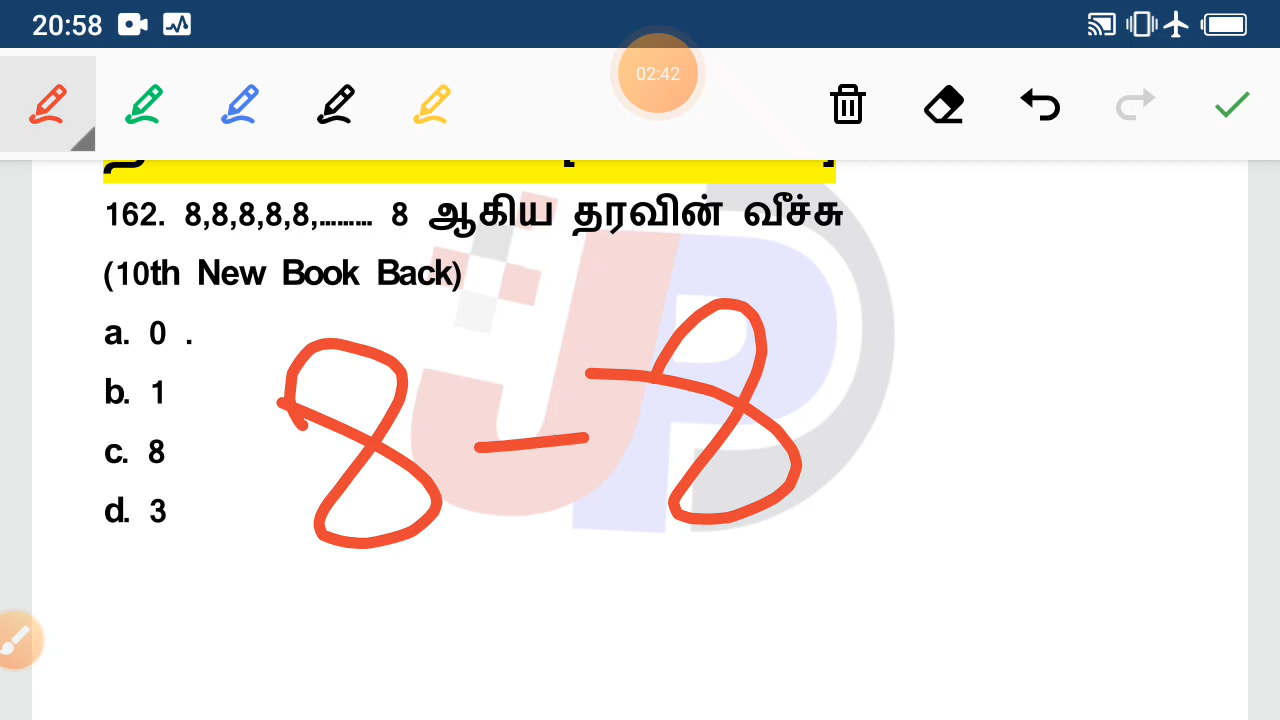 20:58
02:42
162. 8,8,8,8,8,......... 8 ஆகிய தரவின் வீச்சு
(10th New Book Back)
a. 0 .
b. 1
c. 8
d. 3
8 - 8